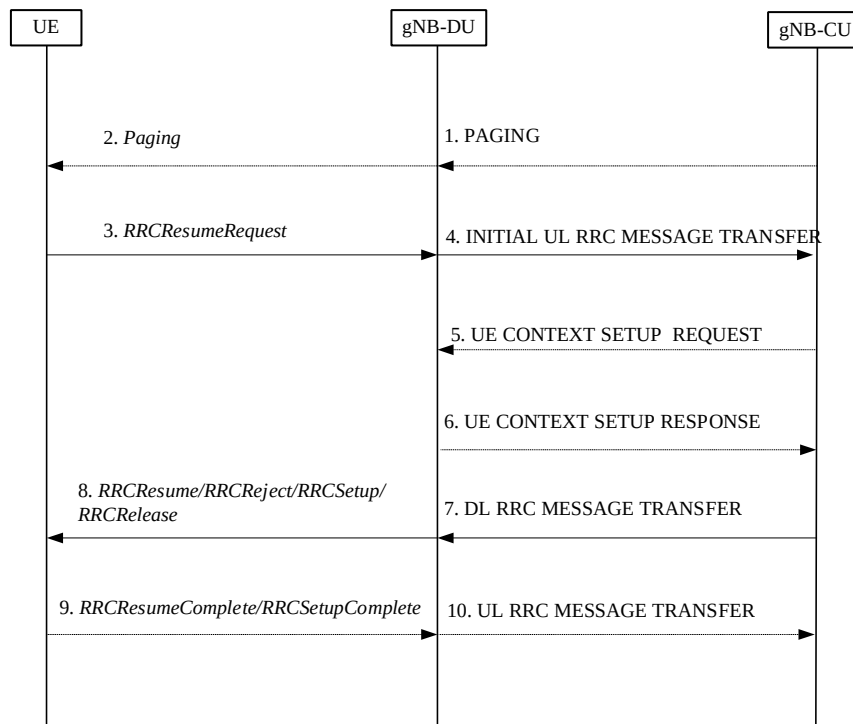 UE
gNB-DU
gNB-CU
2. Paging
1. PAGING
3. RRCResumeRequest
4. INITIAL UL RRC MESSAGE TRANSFER
5. UE CONTEXT SETUP  REQUEST
6. UE CONTEXT SETUP RESPONSE
8. RRCResume/RRCReject/RRCSetup/
RRCRelease
7. DL RRC MESSAGE TRANSFER
9. RRCResumeComplete/RRCSetupComplete
10. UL RRC MESSAGE TRANSFER